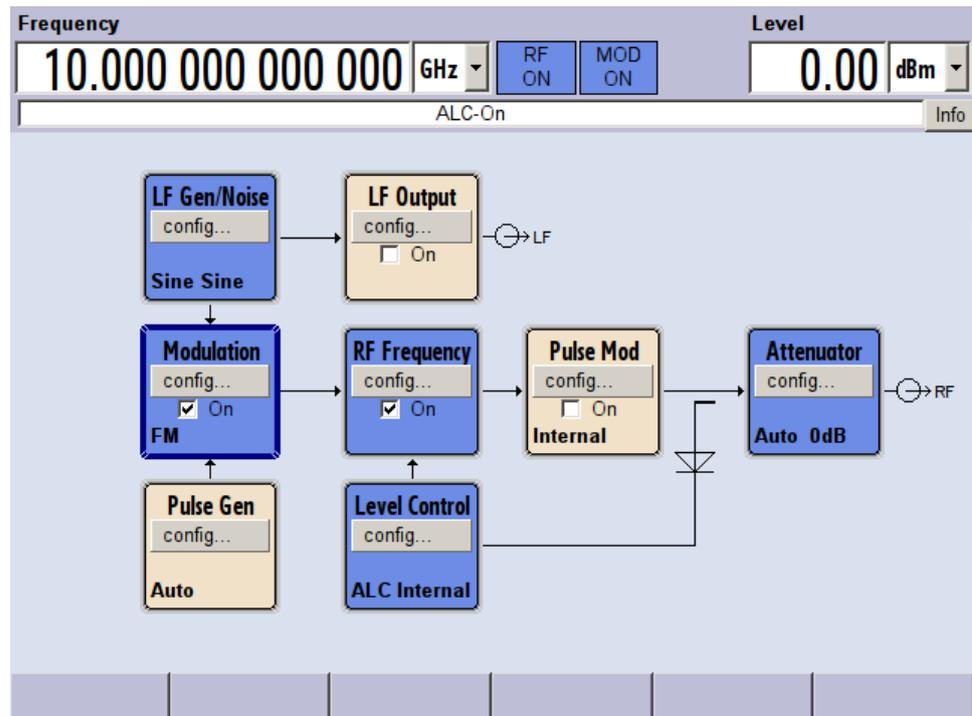 Frequency Level
10.000 000 000 000 GHz RF ON MOD ON 0.00 dBm
ALC-On Info
LF Gen/Noise
config...
Sine Sine
LF Output
config...
On
LF
Modulation
config...
On
FM
RF Frequency
config...
On
Pulse Mod
config...
On
Internal
Attenuator
config...
Auto 0dB
RF
Pulse Gen
config...
Auto
Level Control
config...
ALC Internal